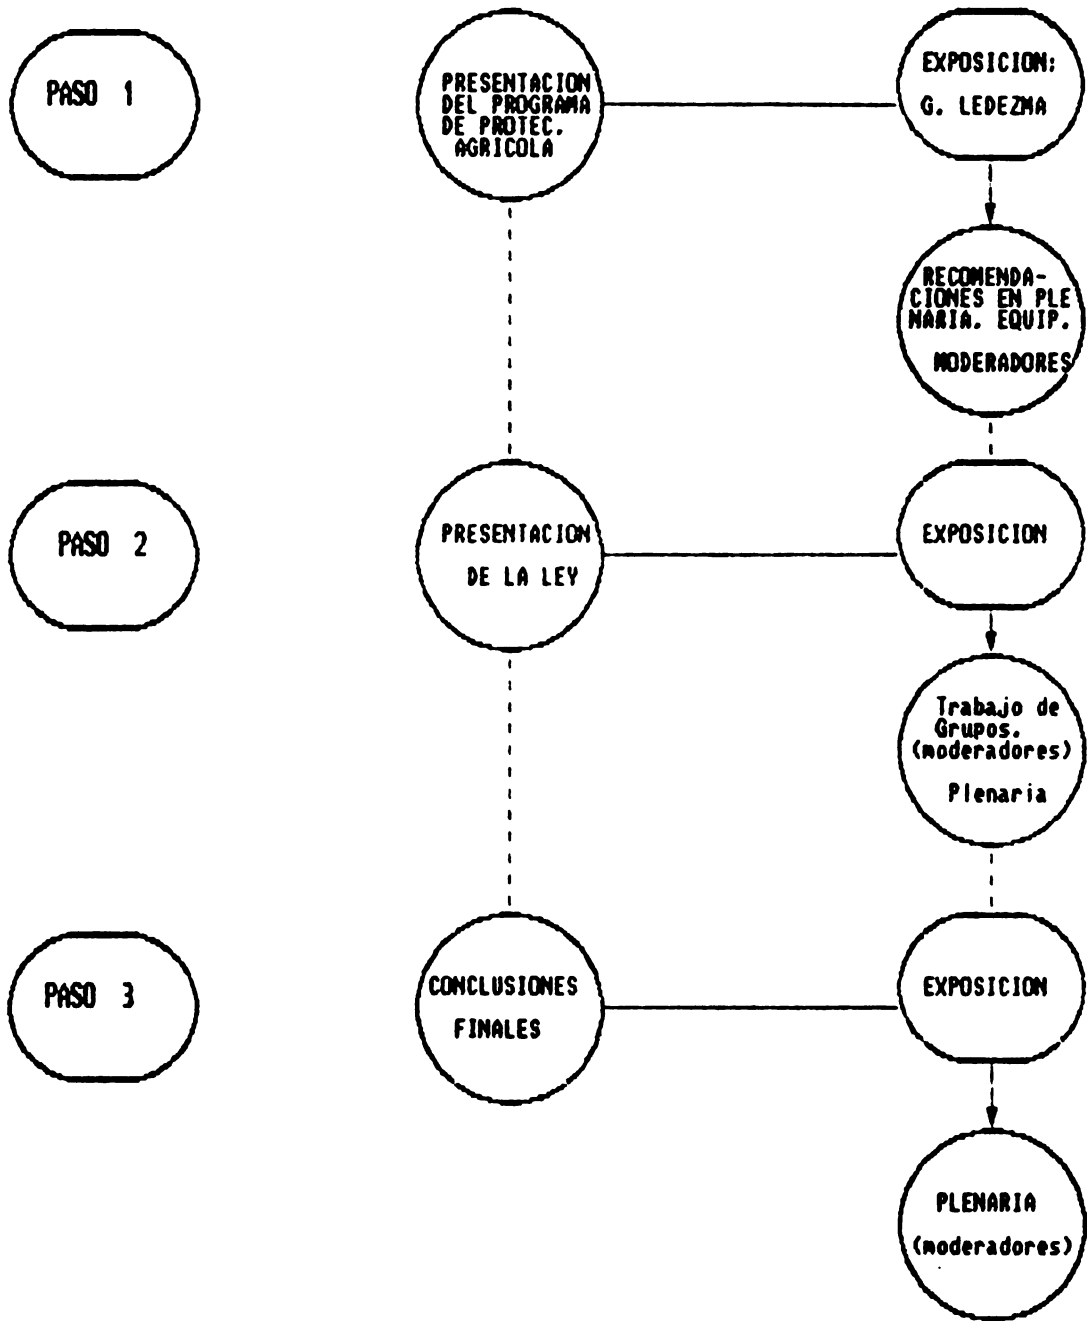 PASO 1
PRESENTACION
DEL PROGRAMA
DE PROTEC.
AGRICOLA
EXPOSICION:
G. LEDEZMA
RECOMENDA-
CIONES EN PLE
NARIA. EQUIP.
MODERADORES
PASO 2
PRESENTACION
DE LA LEY
EXPOSICION
Trabajo de
Grupos.
(moderadores)
Plenaria
PASO 3
CONCLUSIONES
FINALES
EXPOSICION
PLENARIA
(moderadores)